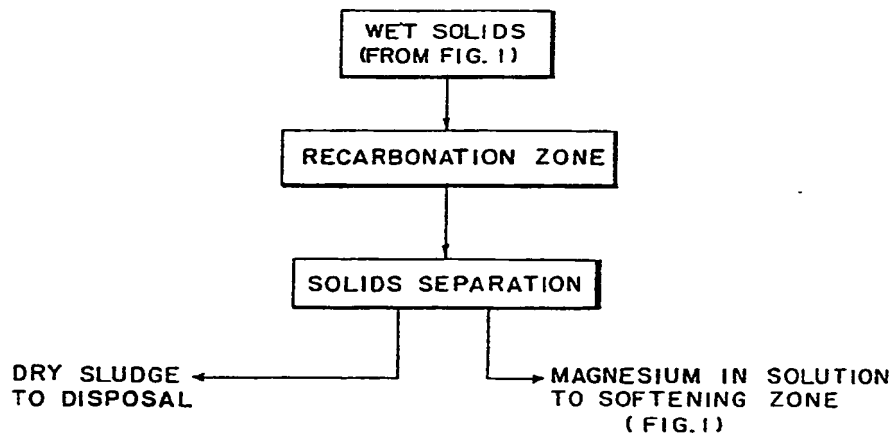 WET SOLIDS
(FROM FIG. 1)
RECARBONATION ZONE
SOLIDS SEPARATION
DRY SLUDGE
TO DISPOSAL
MAGNESIUM IN SOLUTION
TO SOFTENING ZONE
(FIG. 1)